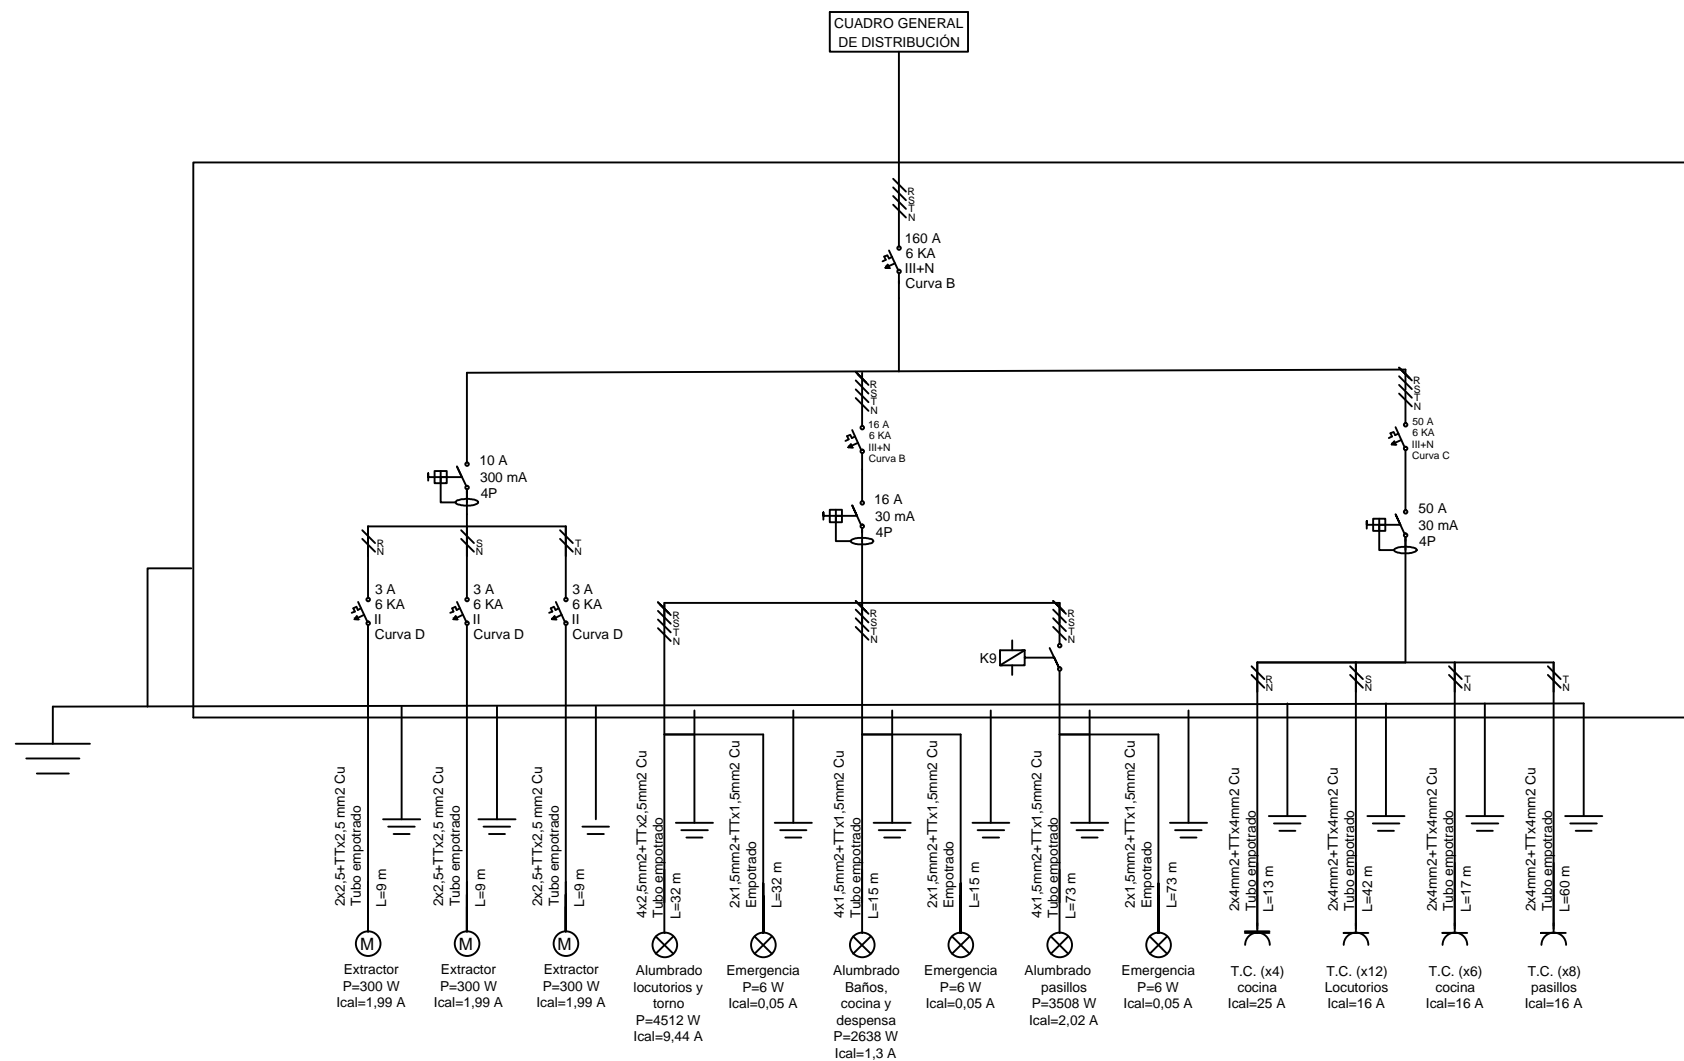 CUADRO GENERAL
DE DISTRIBUCIÓN
R
S
T
N
160 A
6 KA
III+N
Curva B
R
S
T
N
16 A
6 KA
III+N
Curva B
R
S
T
N
50 A
6 KA
III+N
Curva C
10 A
300 mA
4P
16 A
30 mA
4P
50 A
30 mA
4P
R
N
S
N
T
N
3 A
6 KA
II
Curva D
3 A
6 KA
II
Curva D
3 A
6 KA
II
Curva D
R
S
T
N
R
S
T
N
R
S
T
N
K9
R
N
S
N
T
N
T
N
2x2,5+TTx2,5 mm2 Cu
Tubo empotrado
L=9 m
2x2,5+TTx2,5 mm2 Cu
Tubo empotrado
L=9 m
2x2,5+TTx2,5 mm2 Cu
Tubo empotrado
L=9 m
4x2,5mm2+TTx2,5mm2 Cu
Tubo empotrado
L=32 m
2x1,5mm2+TTx1,5mm2 Cu
Empotrado
L=32 m
4x1,5mm2+TTx1,5mm2 Cu
Tubo empotrado
L=15 m
2x1,5mm2+TTx1,5mm2 Cu
Empotrado
L=15 m
4x1,5mm2+TTx1,5mm2 Cu
Tubo empotrado
L=73 m
2x1,5mm2+TTx1,5mm2 Cu
Empotrado
L=73 m
2x4mm2+TTx4mm2 Cu
Tubo empotrado
L=13 m
2x4mm2+TTx4mm2 Cu
Tubo empotrado
L=42 m
2x4mm2+TTx4mm2 Cu
Tubo empotrado
L=17 m
2x4mm2+TTx4mm2 Cu
Tubo empotrado
L=60 m
M
M
M
Extractor
P=300 W
Ical=1,99 A
Extractor
P=300 W
Ical=1,99 A
Extractor
P=300 W
Ical=1,99 A
Alumbrado
locutorios y
torno
P=4512 W
Ical=9,44 A
Emergencia
P=6 W
Ical=0,05 A
Alumbrado
Baños,
cocina y
despensa
P=2638 W
Ical=1,3 A
Emergencia
P=6 W
Ical=0,05 A
Alumbrado
pasillos
P=3508 W
Ical=2,02 A
Emergencia
P=6 W
Ical=0,05 A
T.C. (x4)
cocina
Ical=25 A
T.C. (x12)
Locutorios
Ical=16 A
T.C. (x6)
cocina
Ical=16 A
T.C. (x8)
pasillos
Ical=16 A